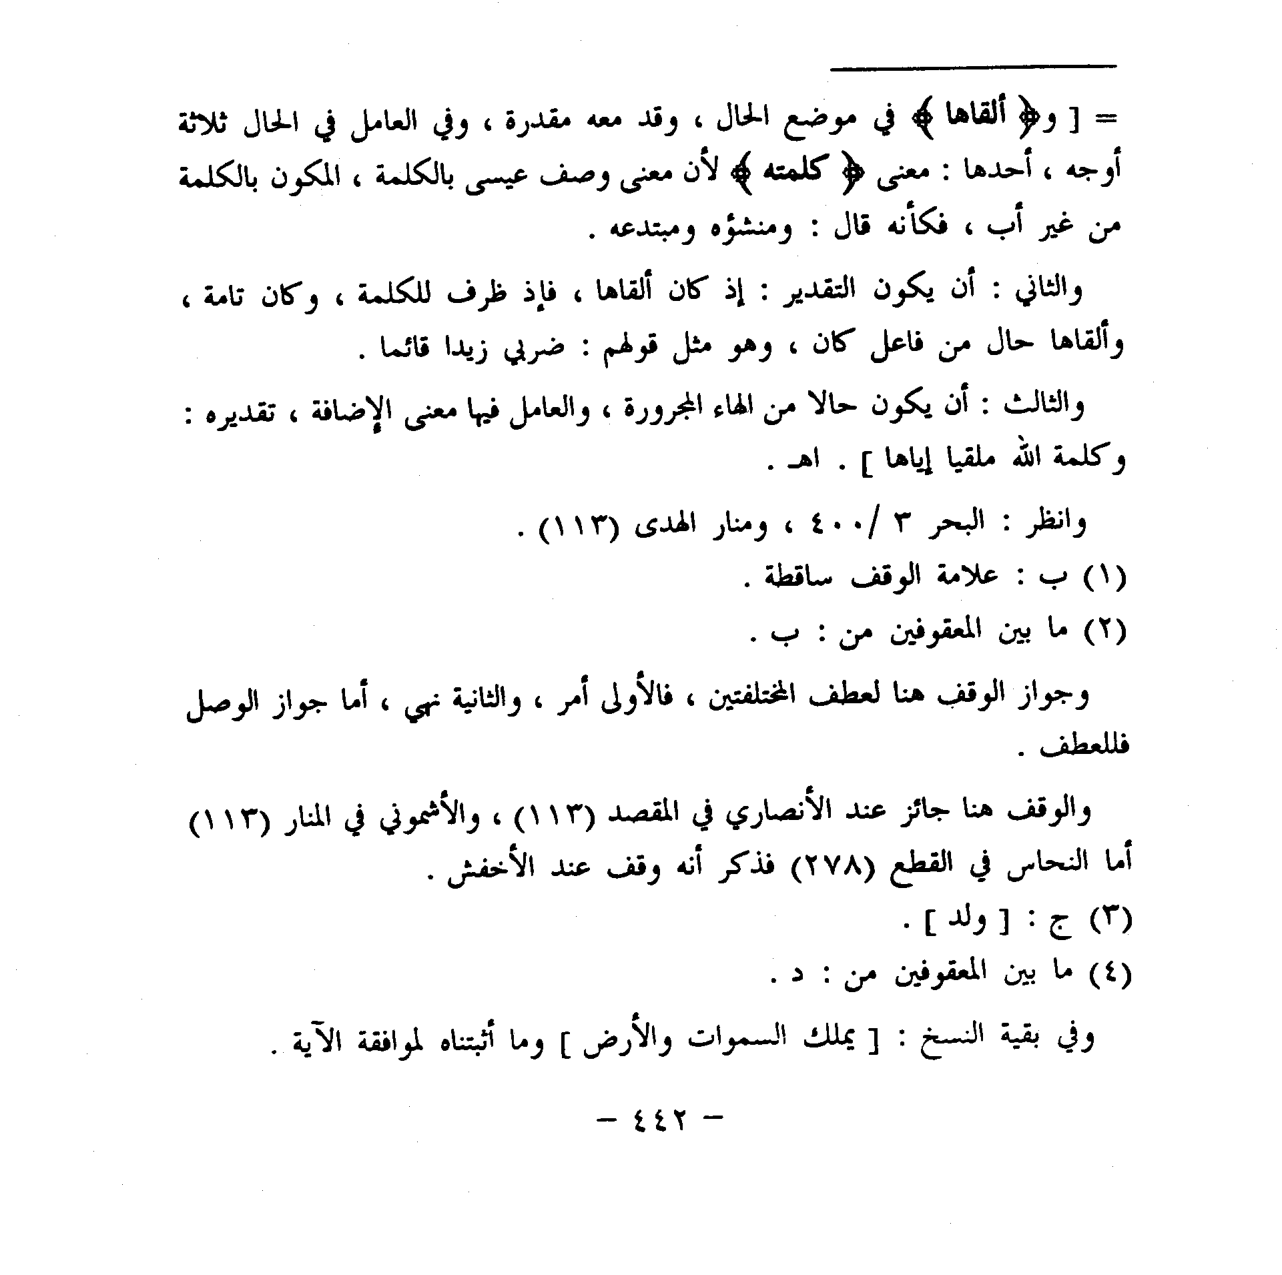 = [ و﴿ ألقاها ﴾ في موضع الحال ، وقد معه مقدرة ، وفي العامل في الحال ثلاثة
أوجه ، أحدها : معنى ﴿ كلمته ﴾ لأن معنى وصف عيسى بالكلمة ، المكون بالكلمة
من غير أب ، فكأنه قال : ومنشؤه ومبتدعه .
والثاني : أن يكون التقدير : إذ كان ألقاها ، فإذ ظرف للكلمة ، وكان تامة ،
وألقاها حال من فاعل كان ، وهو مثل قولهم : ضربي زيدا قائما .
والثالث : أن يكون حالا من الهاء المجرورة ، والعامل فيها معنى الإضافة ، تقديره :
وكلمة الله ملقيا إياها ] . اهـ .
وانظر : البحر ٣ /٤٠٠ ، ومنار الهدى (١١٣) .
(١) ب : علامة الوقف ساقطة .
(٢) ما بين المعقوفين من : ب .
وجواز الوقف هنا لعطف المختلفتين ، فالأولى أمر ، والثانية نهي ، أما جواز الوصل
فللعطف .
والوقف هنا جائز عند الأنصاري في المقصد (١١٣) ، والأشموني في المنار (١١٣)
أما النحاس في القطع (٢٧٨) فذكر أنه وقف عند الأخفش .
(٣) ج : [ ولد ] .
(٤) ما بين المعقوفين من : د .
وفي بقية النسخ : [ يملك السموات والأرض ] وما أثبتناه لموافقة الآية .
– ٤٤٢ –